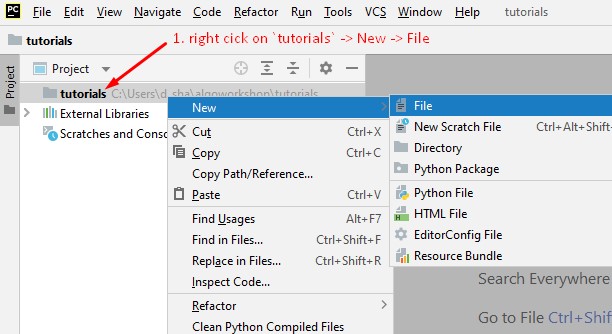 PC File Edit View Navigate Code Refactor Run Tools VCS Window Help tutorials
tutorials
1. right cick on `tutorials` -> New -> File
Project
Project
tutorials C:\Users\d_sha\algoworkshop\tutorials
External Libraries
Scratches and Consc
New
Cut Ctrl+X
Copy Ctrl+C
Copy Path/Reference...
Paste Ctrl+V
Find Usages Alt+F7
Find in Files... Ctrl+Shift+F
Replace in Files... Ctrl+Shift+R
Inspect Code...
Refactor
Clean Python Compiled Files
File
New Scratch File Ctrl+Alt+Shift+
Directory
Python Package
Python File
HTML File
EditorConfig File
Resource Bundle
Search Everywhere
Go to File Ctrl+Shift